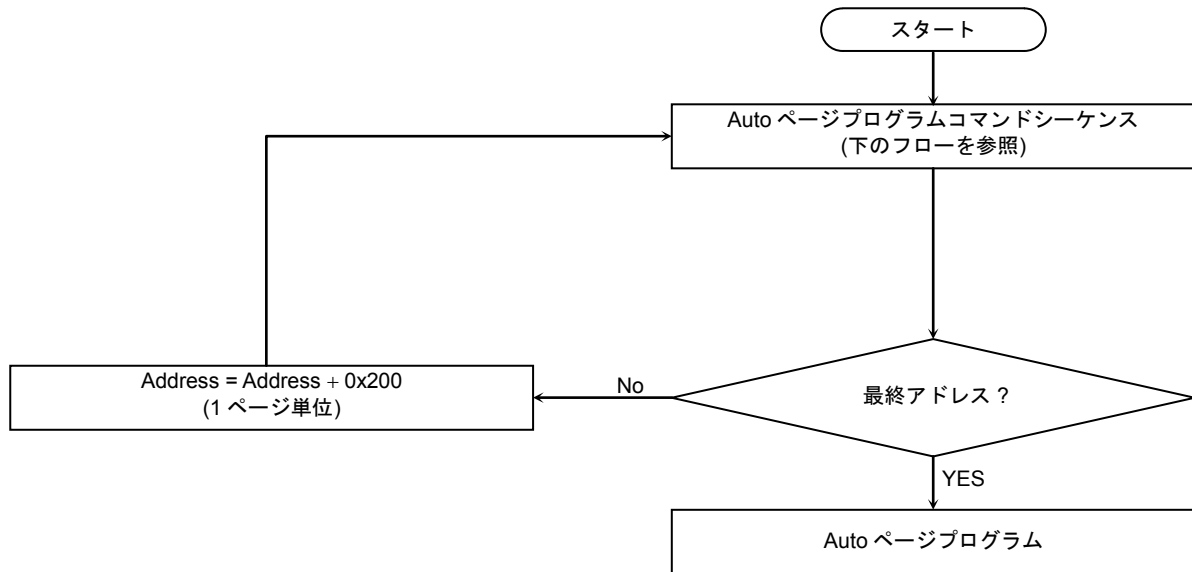 スタート
Auto ページプログラムコマンドシーケンス
(下のフローを参照)
Address = Address + 0x200
(1 ページ単位)
No
最終アドレス ?
YES
Auto ページプログラム